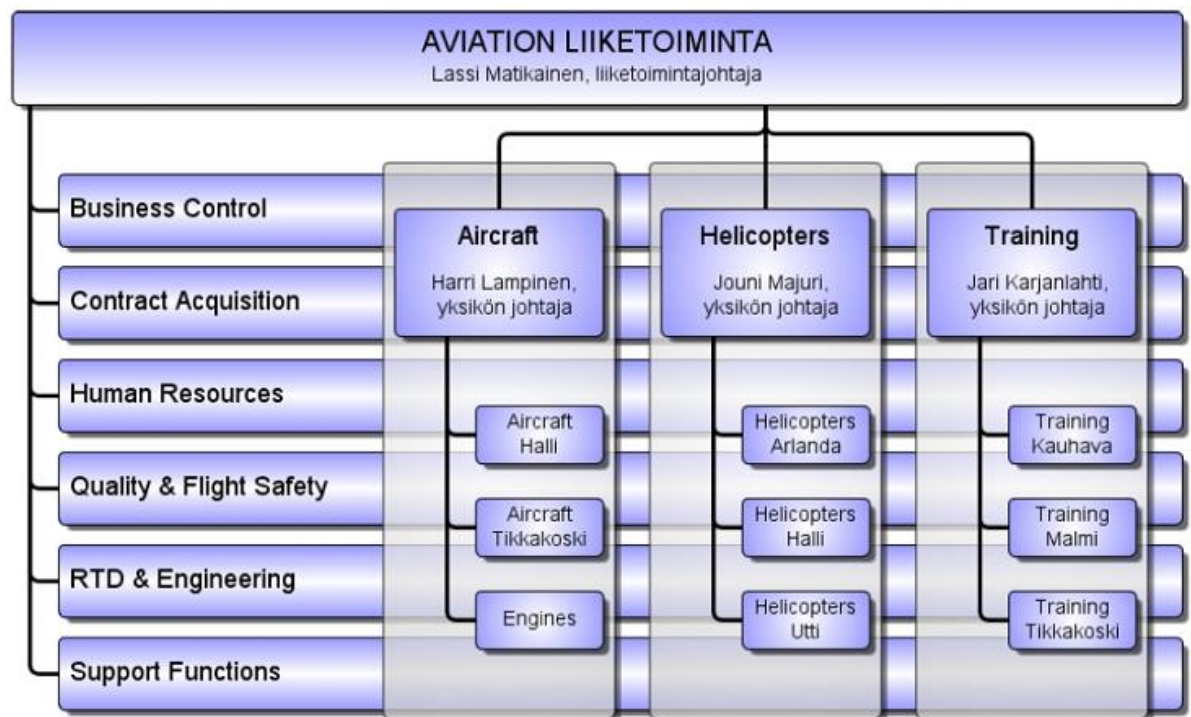 AVIATION LIIKETOIMINTA
Lassi Matikainen, liiketoimintajohtaja
Business Control
Contract Acquisition
Human Resources
Quality & Flight Safety
RTD & Engineering
Support Functions
Aircraft
Harri Lampinen,
yksikön johtaja
Aircraft
Halli
Aircraft
Tikkakoski
Engines
Helicopters
Jouni Majuri,
yksikön johtaja
Helicopters
Arlanda
Helicopters
Halli
Helicopters
Utti
Training
Jari Karjanlahti,
yksikön johtaja
Training
Kauhava
Training
Malmi
Training
Tikkakoski